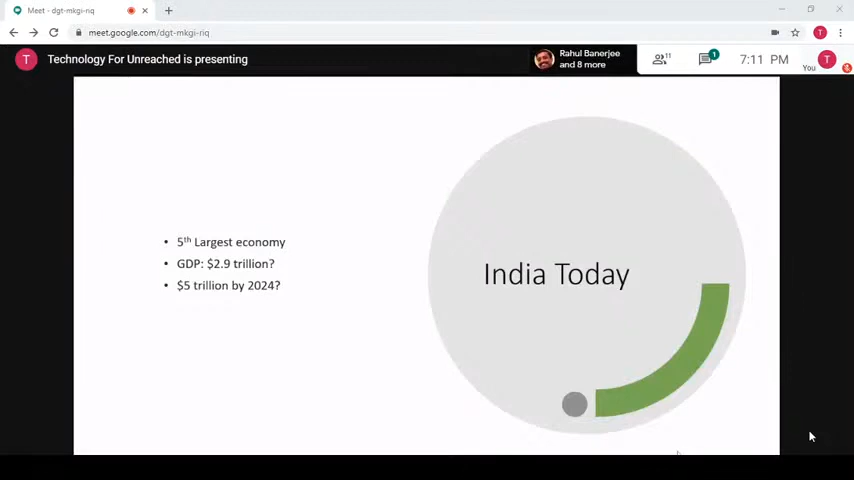 Meet - dgt-mkgi-riq
meet.google.com/dgt-mkgi-riq
T
T
Technology For Unreached is presenting
Rahul Banerjee
and 8 more
11
1
7:11 PM
You
T
• 5th Largest economy
• GDP: $2.9 trillion?
• $5 trillion by 2024?
India Today